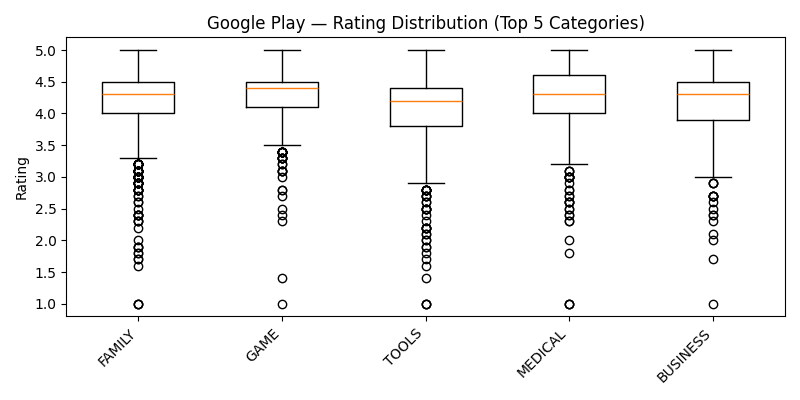 Google Play — Rating Distribution (Top 5 Categories)
5.0
4.5
4.0
3.5
3.0
2.5
2.0
1.5
1.0
Rating
FAMILY
GAME
TOOLS
MEDICAL
BUSINESS